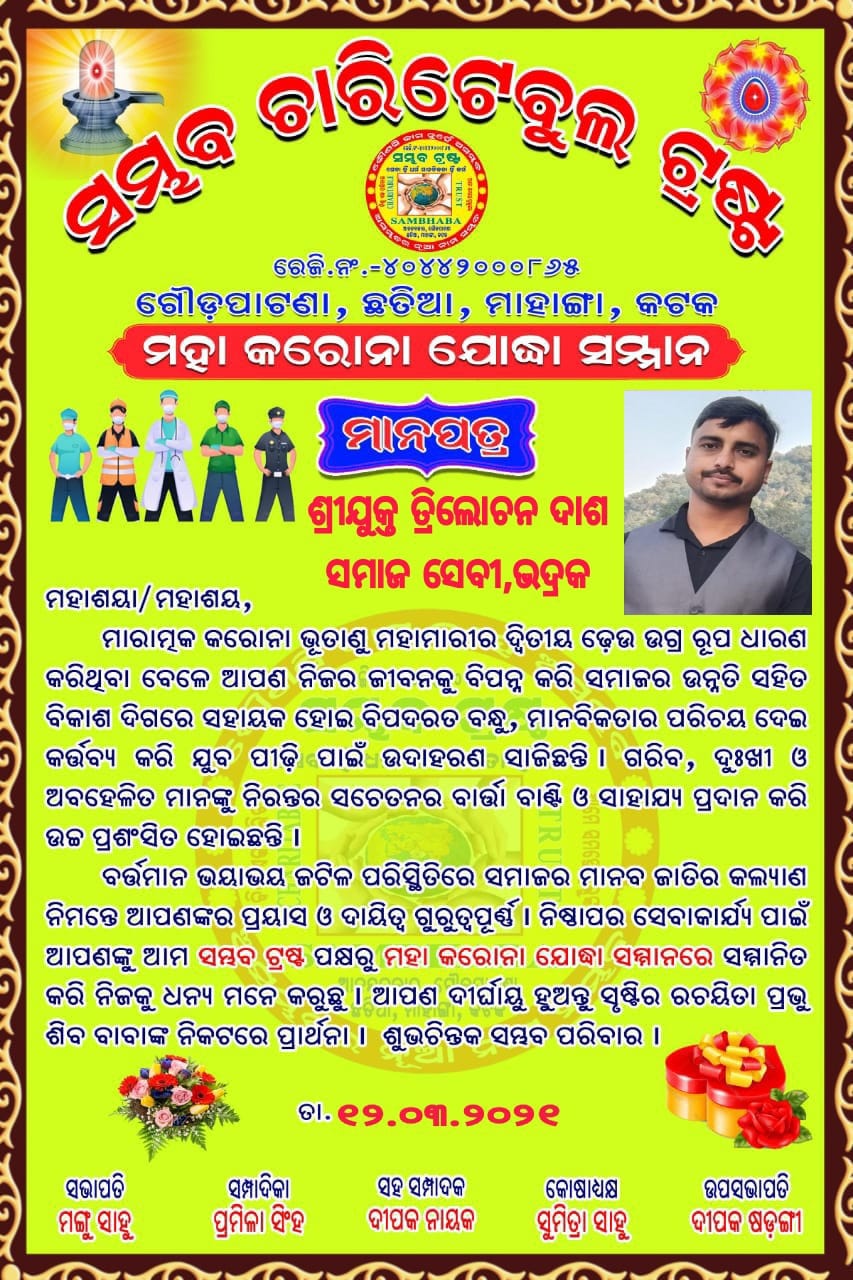 ସମ୍ଭବ ଚାରିଟେବୁଲ ଟ୍ରଷ୍ଟ
ସମ୍ଭବ ଟ୍ରଷ୍ଟ
CHARITABLE
TRUST
SAMBHABA
ରେଜି.ନଂ.-୪୦୪୪୨୦୦୦୮୬୫
ଗୌଡ଼ପାଟଣା, ଛତିଆ, ମାହାଙ୍ଗା, କଟକ
ମହା କରୋନା ଯୋଦ୍ଧା ସମ୍ମାନ
ମାନପତ୍ର
ଶ୍ରୀଯୁକ୍ତ ତ୍ରିଲୋଚନ ଦାଶ
ସମାଜ ସେବୀ,ଭଦ୍ରକ
ମହାଶୟା/ମହାଶୟ,
ମାରାତ୍ମକ କରୋନା ଭୂତାଣୁ ମହାମାରୀର ଦ୍ୱିତୀୟ ଢ଼େଉ ଉଗ୍ର ରୂପ ଧାରଣ
କରିଥିବା ବେଳେ ଆପଣ ନିଜର ଜୀବନକୁ ବିପନ୍ନ କରି ସମାଜର ଉନ୍ନତି ସହିତ
ବିକାଶ ଦିଗରେ ସହାୟକ ହୋଇ ବିପଦରତ ବନ୍ଧୁ, ମାନବିକତାର ପରିଚୟ ଦେଇ
କର୍ତ୍ତବ୍ୟ କରି ଯୁବ ପୀଢ଼ି ପାଇଁ ଉଦାହରଣ ସାଜିଛନ୍ତି। ଗରିବ, ଦୁଃଖୀ ଓ
ଅବହେଳିତ ମାନଙ୍କୁ ନିରନ୍ତର ସଚେତନର ବାର୍ତ୍ତା ବାଣ୍ଟି ଓ ସାହାଯ୍ୟ ପ୍ରଦାନ କରି
ଉଚ୍ଚ ପ୍ରଶଂସିତ ହୋଇଛନ୍ତି।
ବର୍ତ୍ତମାନ ଭୟାଭୟ ଜଟିଳ ପରିସ୍ଥିତିରେ ସମାଜର ମାନବ ଜାତିର କଲ୍ୟାଣ
ନିମନ୍ତେ ଆପଣଙ୍କର ପ୍ରୟାସ ଓ ଦାୟିତ୍ୱ ଗୁରୁତ୍ୱପୂର୍ଣ୍ଣ। ନିଷ୍ଠାପର ସେବାକାର୍ଯ୍ୟ ପାଇଁ
ଆପଣଙ୍କୁ ଆମ ସମ୍ଭବ ଟ୍ରଷ୍ଟ ପକ୍ଷରୁ ମହା କରୋନା ଯୋଦ୍ଧା ସମ୍ମାନରେ ସମ୍ମାନିତ
କରି ନିଜକୁ ଧନ୍ୟ ମନେ କରୁଛୁ। ଆପଣ ଦୀର୍ଘାୟୁ ହୁଅନ୍ତୁ ସୃଷ୍ଟିର ରଚୟିତା ପ୍ରଭୁ
ଶିବ ବାବାଙ୍କ ନିକଟରେ ପ୍ରାର୍ଥନା। ଶୁଭଚିନ୍ତକ ସମ୍ଭବ ପରିବାର।
ତା. ୧୨.୦୩.୨୦୨୧
ସଭାପତି ସମ୍ପାଦିକା ସହ ସମ୍ପାଦକ କୋଷାଧ୍ୟକ୍ଷ ଉପସଭାପତି
ମଙ୍ଗୁ ସାହୁ ପ୍ରମିଳା ସିଂହ ଦୀପକ ନାୟକ ସୁମିତ୍ରା ସାହୁ ଦୀପକ ଷଡ଼ଙ୍ଗୀ